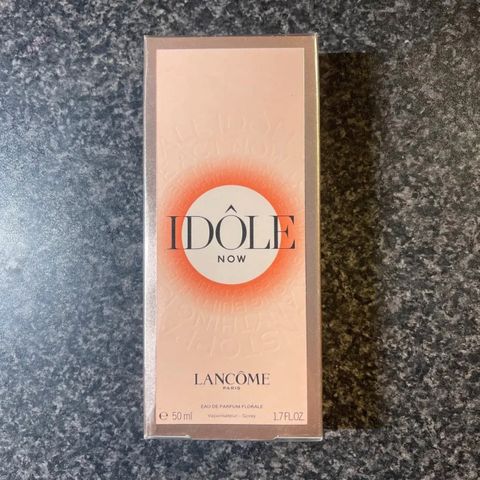 IDÔLE
NOW
LANCÔME
PARIS
EAU DE PARFUM FLORALE
e 50 ml Vaporisateur - Spray 1.7 FL.OZ.